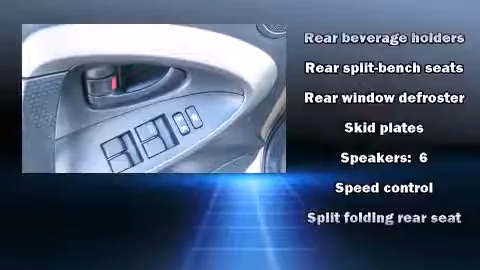 Rear beverage holders
Rear split-bench seats
Rear window defroster
Skid plates
Speakers: 6
Speed control
Split folding rear seat